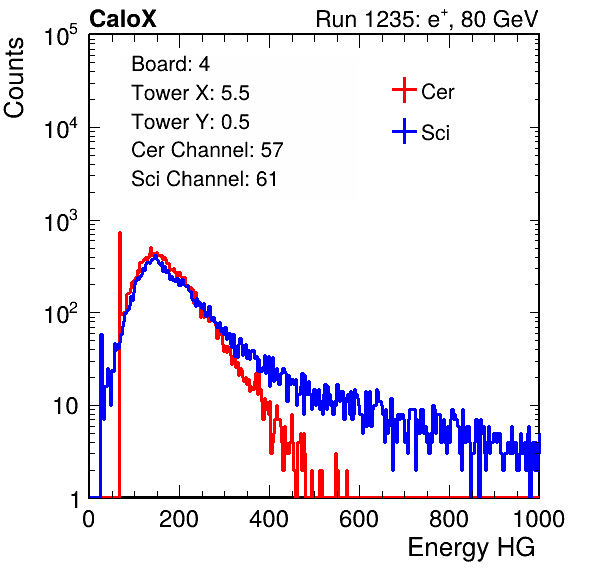 CaloX Run 1235: e⁺, 80 GeV
Counts
Board: 4
Tower X: 5.5
Tower Y: 0.5
Cer Channel: 57
Sci Channel: 61
Cer
Sci
10⁵
10⁴
10³
10²
10
1
0 200 400 600 800 1000
Energy HG